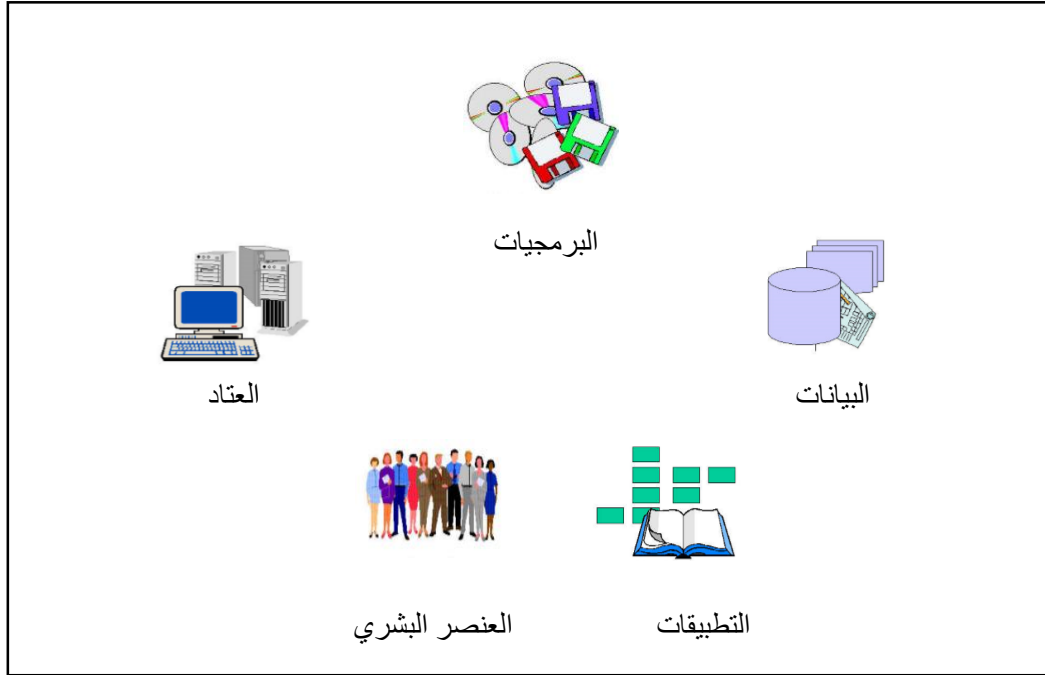 البرمجيات
البيانات
العتاد
التطبيقات
العنصر البشري